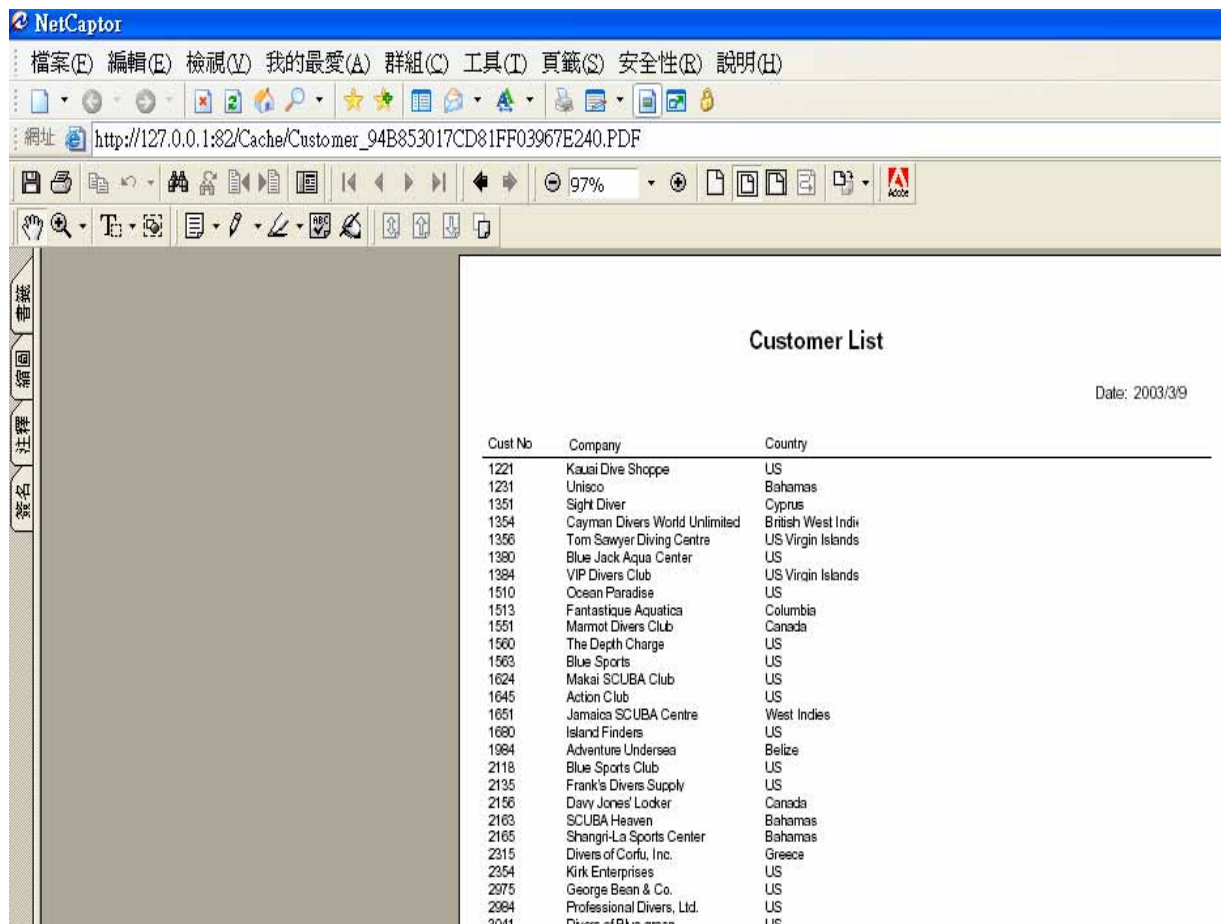 NetCaptor
檔案(F) 編輯(E) 檢視(V) 我的最愛(A) 群組(C) 工具(T) 頁籤(S) 安全性(R) 說明(H)
網址 http://127.0.0.1:82/Cache/Customer_94B853017CD81FF03967E240.PDF
97%
Adobe
ABC
書籤
縮圖
注釋
簽名
Customer List
Date: 2003/3/9
Cust No Company Country
1221 Kauai Dive Shoppe US
1231 Unisco Bahamas
1351 Sight Diver Cyprus
1354 Cayman Divers World Unlimited British West Indi
1356 Tom Sawyer Diving Centre US Virgin Islands
1380 Blue Jack Aqua Center US
1384 VIP Divers Club US Virgin Islands
1510 Ocean Paradise US
1513 Fantastique Aquatica Columbia
1551 Marmot Divers Club Canada
1560 The Depth Charge US
1563 Blue Sports US
1624 Makai SCUBA Club US
1645 Action Club US
1651 Jamaica SCUBA Centre West Indies
1680 Island Finders US
1984 Adventure Undersea Belize
2118 Blue Sports Club US
2135 Frank's Divers Supply US
2156 Davy Jones' Locker Canada
2163 SCUBA Heaven Bahamas
2165 Shangri-La Sports Center Bahamas
2315 Divers of Corfu, Inc. Greece
2354 Kirk Enterprises US
2975 George Bean & Co. US
2984 Professional Divers, Ltd. US
3041 Divers of Blue-green US